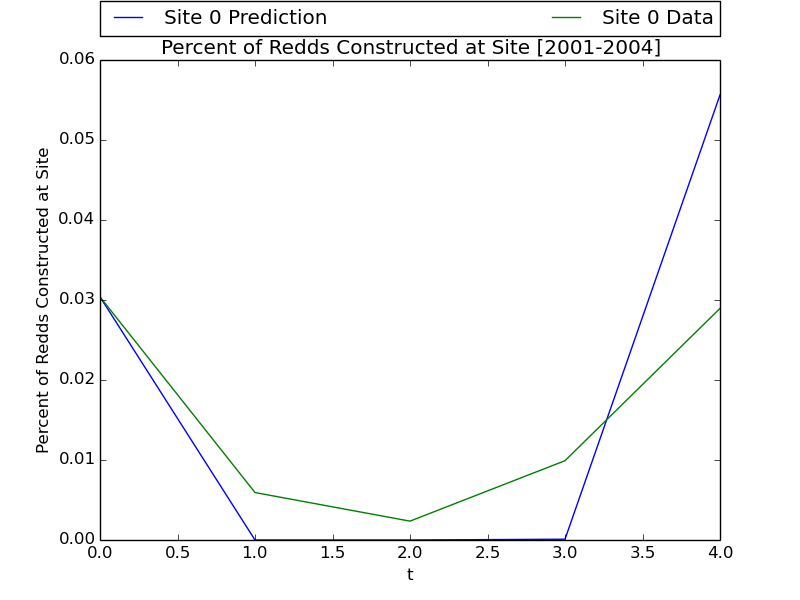 Site 0 Prediction Site 0 Data
Percent of Redds Constructed at Site [2001-2004]
Percent of Redds Constructed at Site
0.06
0.05
0.04
0.03
0.02
0.01
0.00
0.0 0.5 1.0 1.5 2.0 2.5 3.0 3.5 4.0
t